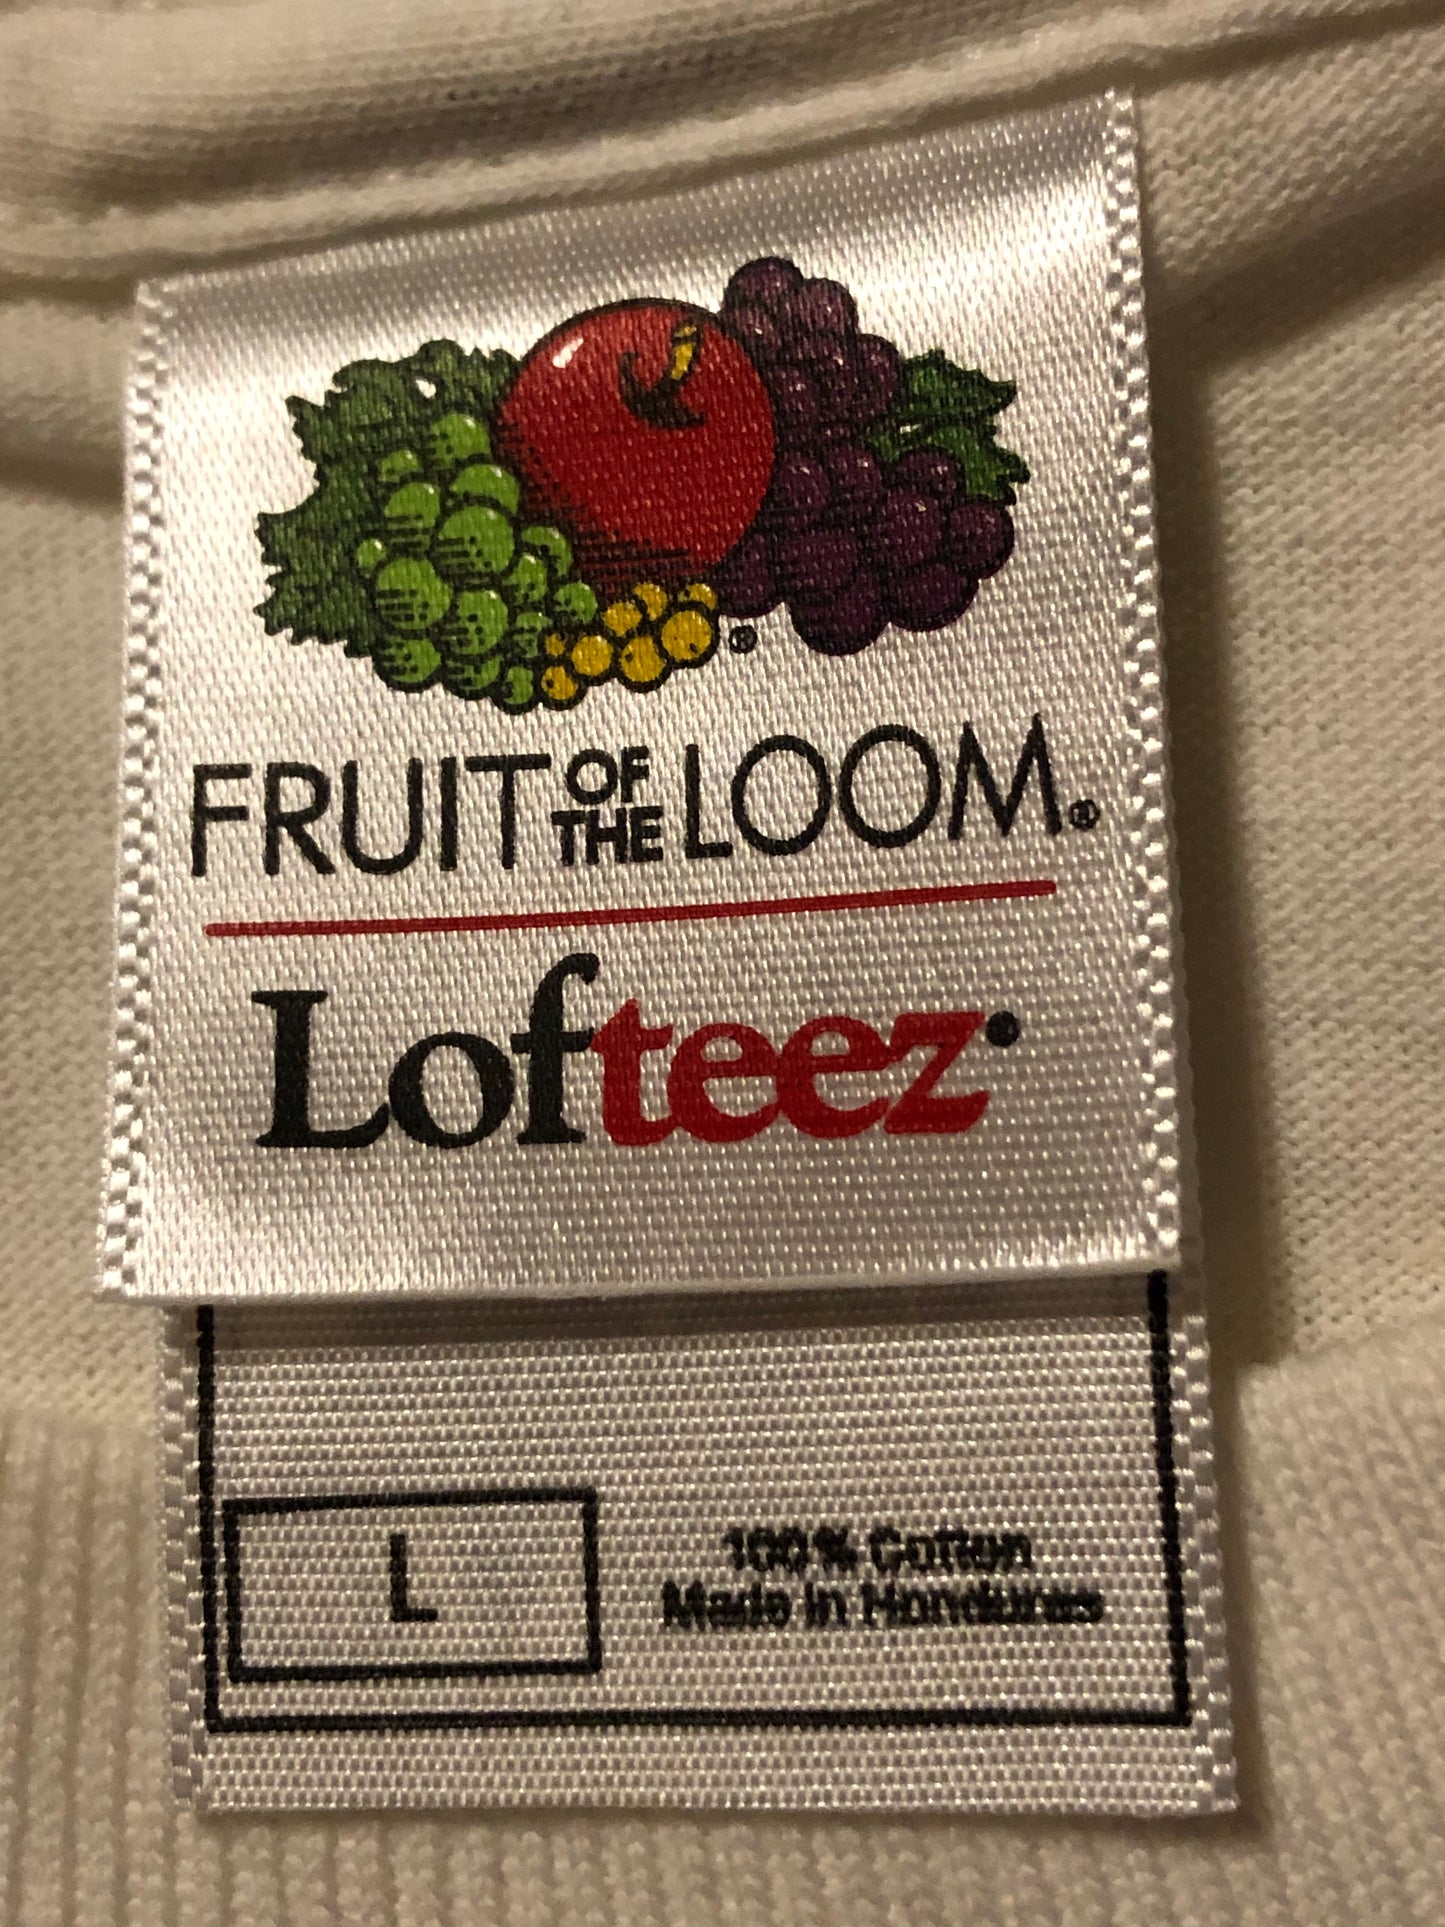 ®
FRUIT OF THE LOOM®
Lofteez®
L
100% Cotton
Made in Honduras